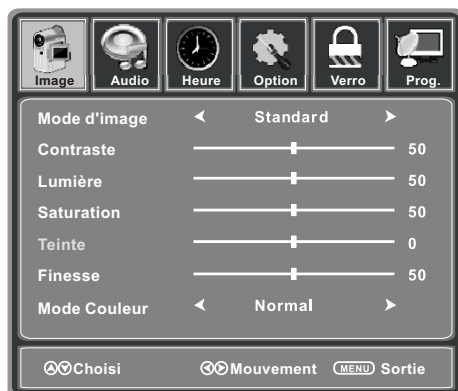 Image Audio Heure Option Verro Prog.
Mode d'image Standard
Contraste 50
Lumière 50
Saturation 50
Teinte 0
Finesse 50
Mode Couleur Normal
Choisi Mouvement MENU Sortie